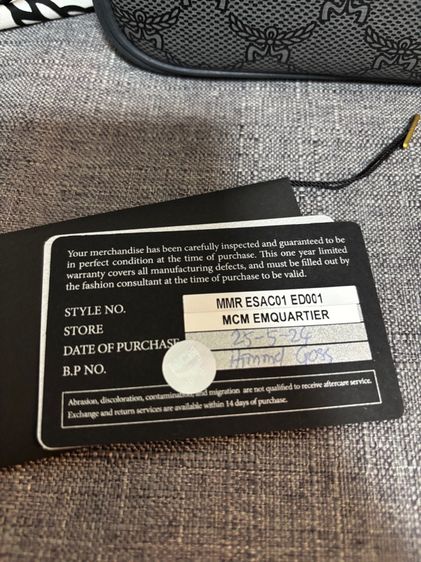 Your merchandise has been carefully inspected and guaranteed to be
in perfect condition at the time of purchase. This one year limited
warranty covers all manufacturing defects, and must be filled out by
the fashion consultant at the time of purchase to be valid.
STYLE NO. MMR ESAC01 ED001
STORE MCM EMQUARTIER
DATE OF PURCHASE 25-5-24
B.P NO.
Abrasion, discoloration, contamination, and migration are not qualified to receive aftercare service.
Exchange and return services are available within 14 days of purchase.